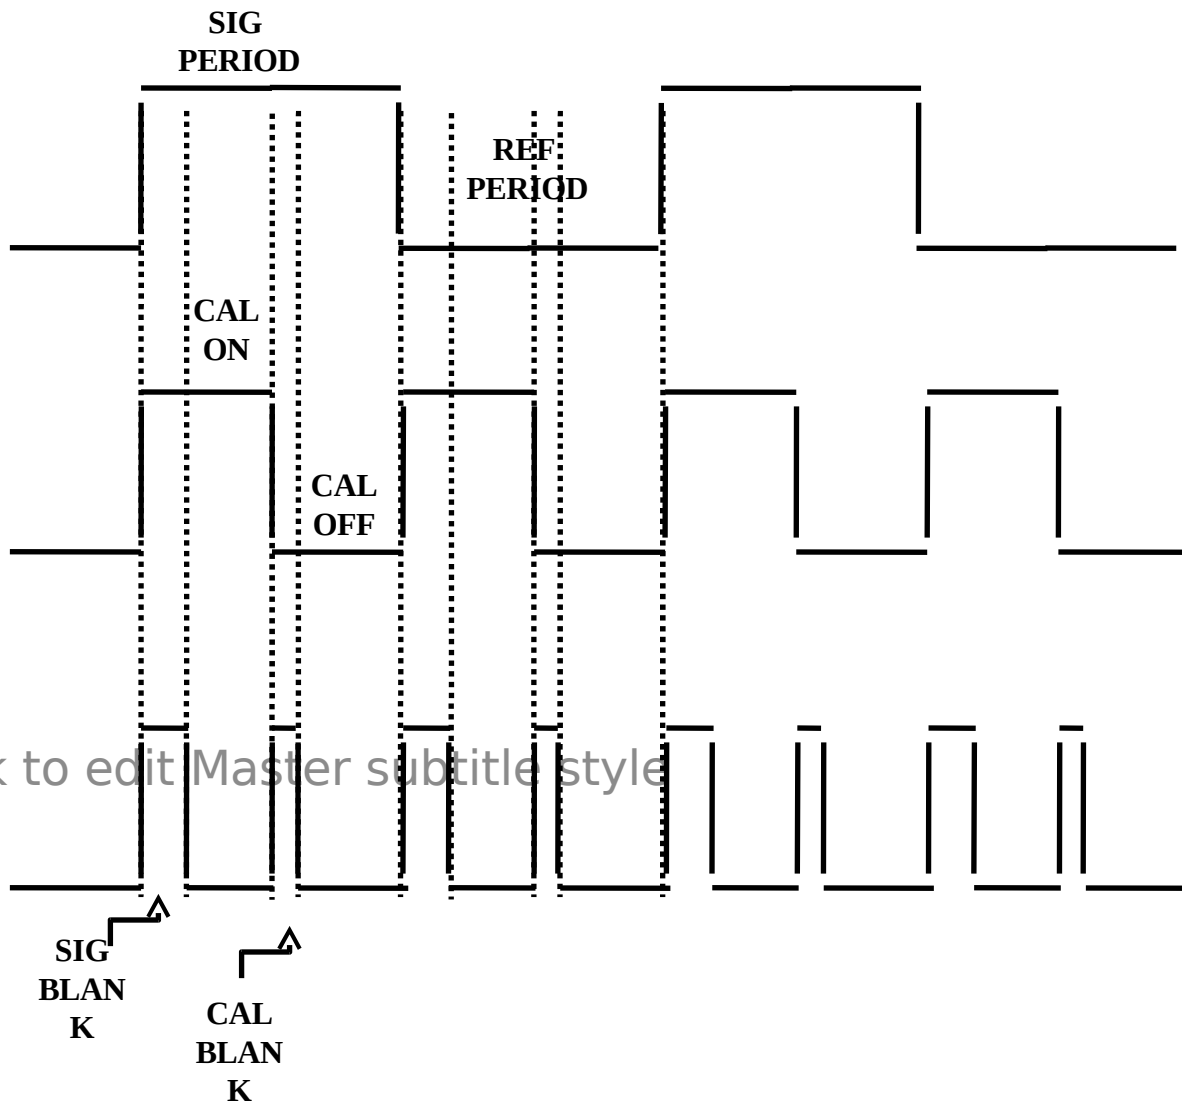 SIG
PERIOD
REF
PERIOD
CAL
ON
CAL
OFF
to edit Master subtitle style
SIG
BLAN
K
CAL
BLAN
K